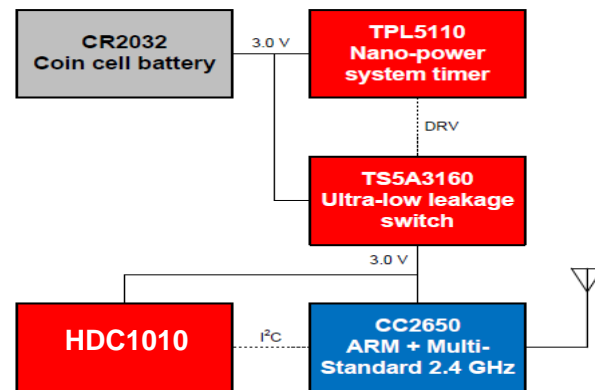 CR2032
Coin cell battery
3.0 V
TPL5110
Nano-power
system timer
DRV
TS5A3160
Ultra-low leakage
switch
3.0 V
HDC1010
I²C
CC2650
ARM + Multi-
Standard 2.4 GHz